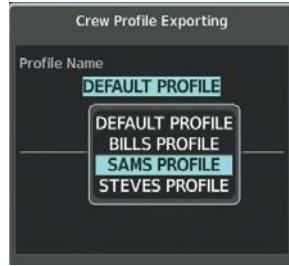 Crew Profile Exporting
Profile Name
DEFAULT PROFILE
DEFAULT PROFILE
BILLS PROFILE
SAMS PROFILE
STEVES PROFILE